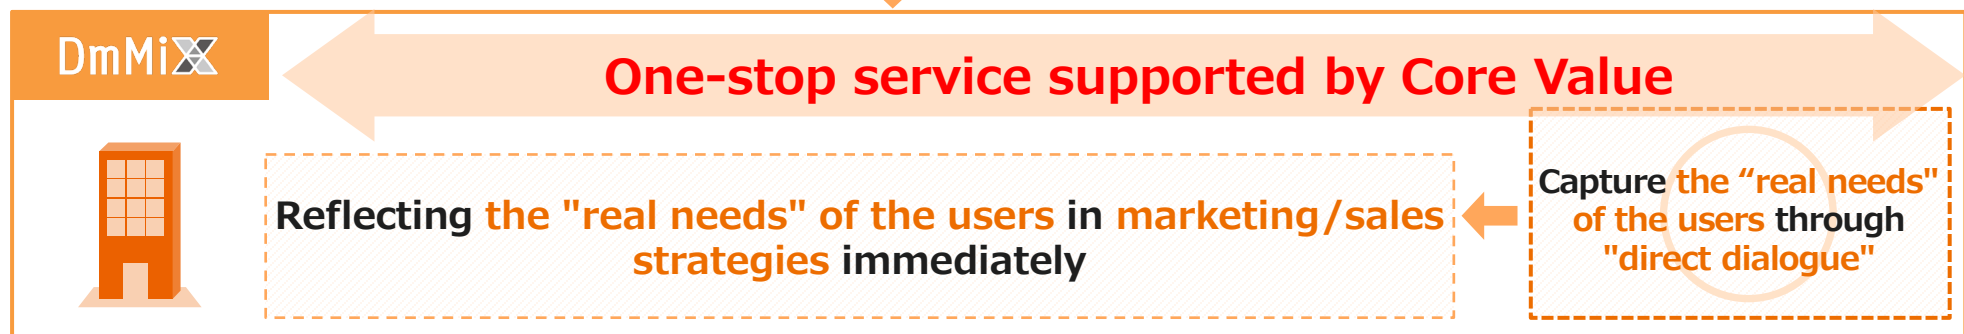 DmMiX
One-stop service supported by Core Value
Reflecting the "real needs" of the users in marketing/sales
strategies immediately
Capture the “real needs"
of the users through
"direct dialogue"